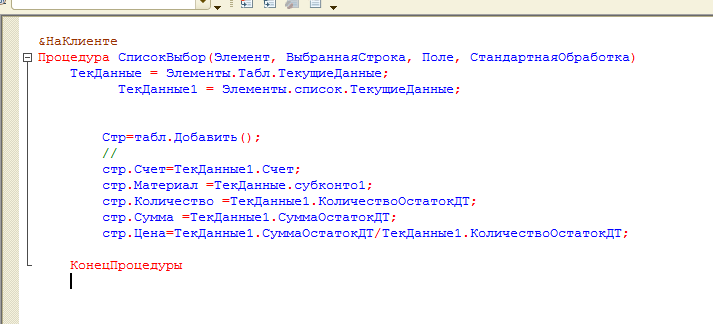 &НаКлиенте
Процедура СписокВыбор(Элемент, ВыбраннаяСтрока, Поле, СтандартнаяОбработка)
ТекДанные = Элементы.Табл.ТекущиеДанные;
ТекДанные1 = Элементы.список.ТекущиеДанные;
Стр=табл.Добавить();
//
стр.Счет=ТекДанные1.Счет;
стр.Материал =ТекДанные.субконто1;
стр.Количество =ТекДанные1.КоличествоОстатокДТ;
стр.Сумма =ТекДанные1.СуммаОстатокДТ;
стр.Цена=ТекДанные1.СуммаОстатокДТ/ТекДанные1.КоличествоОстатокДТ;
КонецПроцедуры